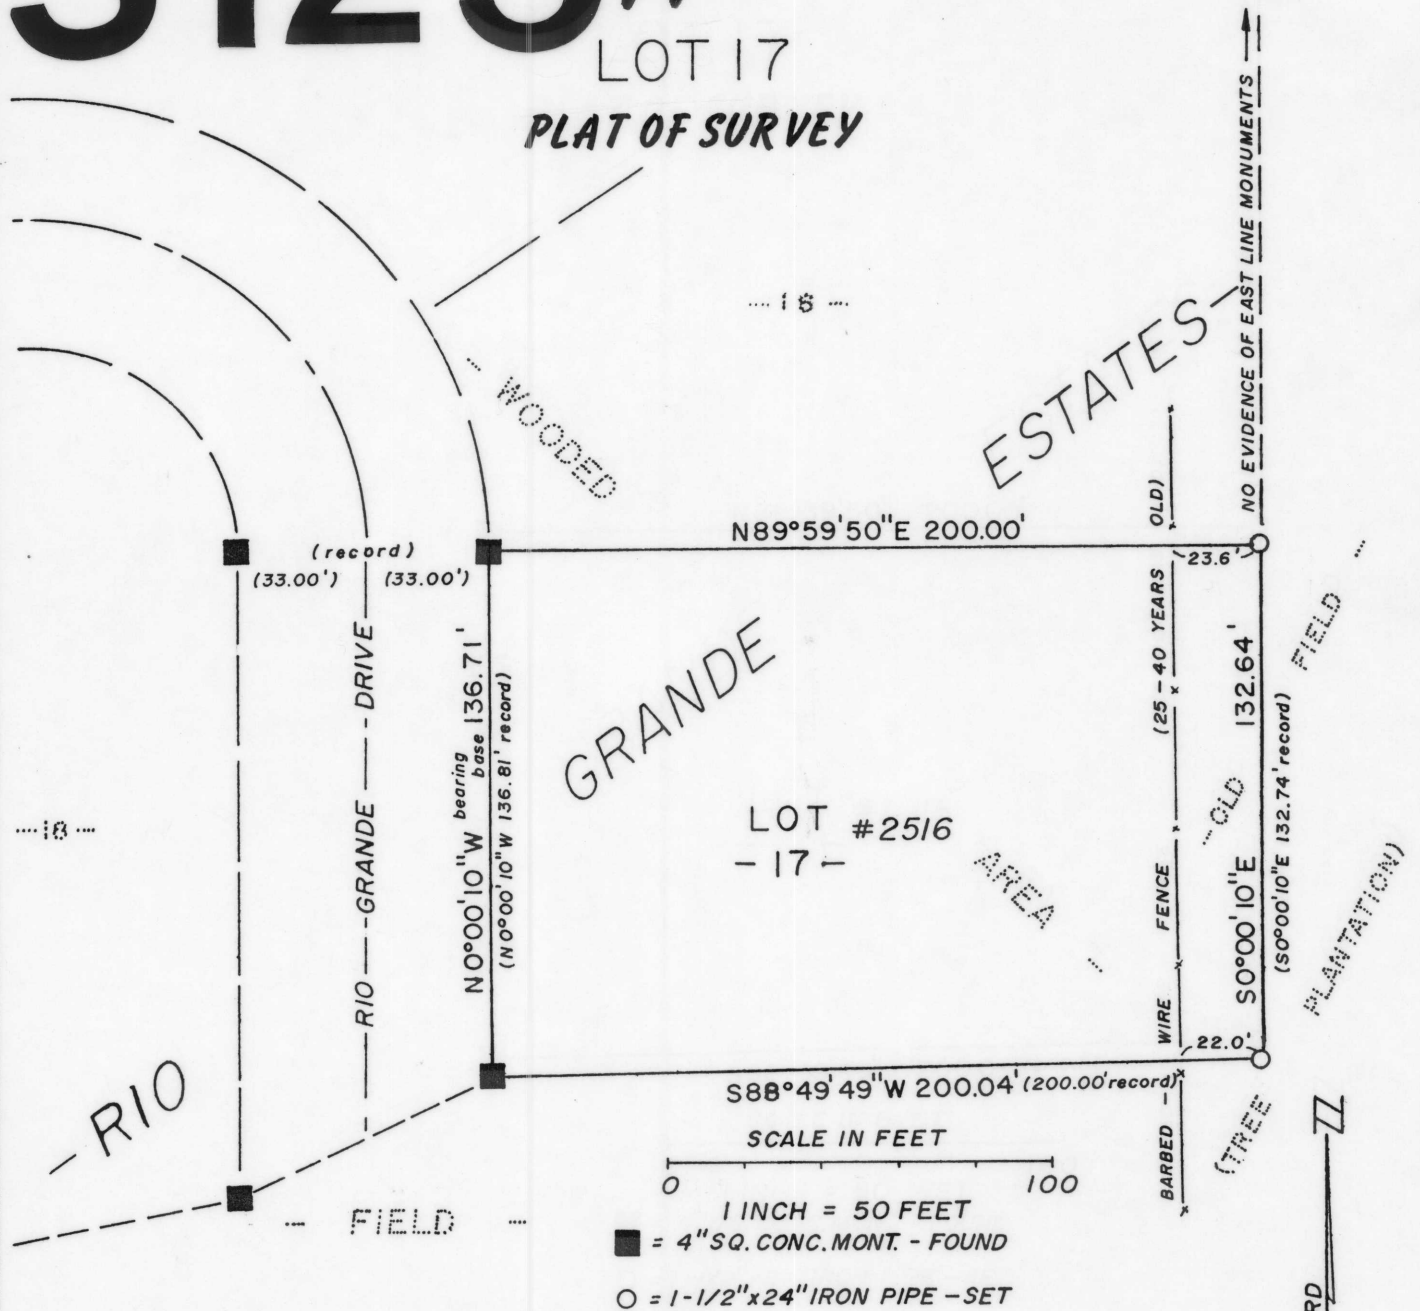 LOT 17
PLAT OF SURVEY
NO EVIDENCE OF EAST LINE MONUMENTS
16
ESTATES
WOODED
N89°59'50"E 200.00'
OLD)
23.6'
(record)
(33.00') (33.00')
FIELD
(25 - 40 YEARS
132.64'
DRIVE
GRANDE
RIO
N0°00'10"W bearing base 136.71'
(N0°00'10"W 136.81' record)
GRANDE
18
LOT #2516
- 17 -
AREA
OLD
FENCE
WIRE
BARBED
S0°00'10"E
(S0°00'10"E 132.74' record)
PLANTATION)
(TREE
22.0'
S88°49'49"W 200.04' (200.00' record)
RIO
SCALE IN FEET
0 100
1 INCH = 50 FEET
- FIELD -
= 4" SQ. CONC. MONT. - FOUND
= 1-1/2"x24" IRON PIPE - SET